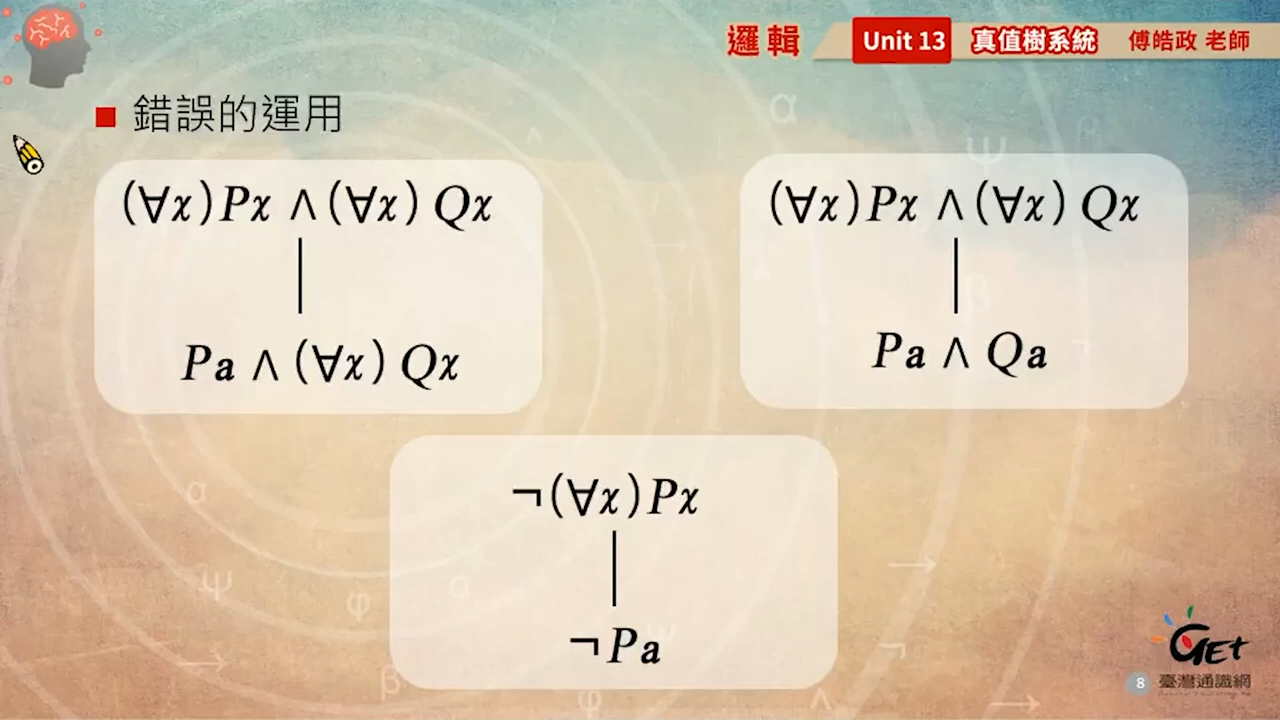 邏輯 Unit 13 真值樹系統 傅皓政 老師
■ 錯誤的運用
(∀x)Px ∧ (∀x) Qx
Pa ∧ (∀x) Qx
(∀x)Px ∧ (∀x) Qx
Pa ∧ Qa
¬(∀x)Px
¬Pa
GEt
8 臺灣通識網